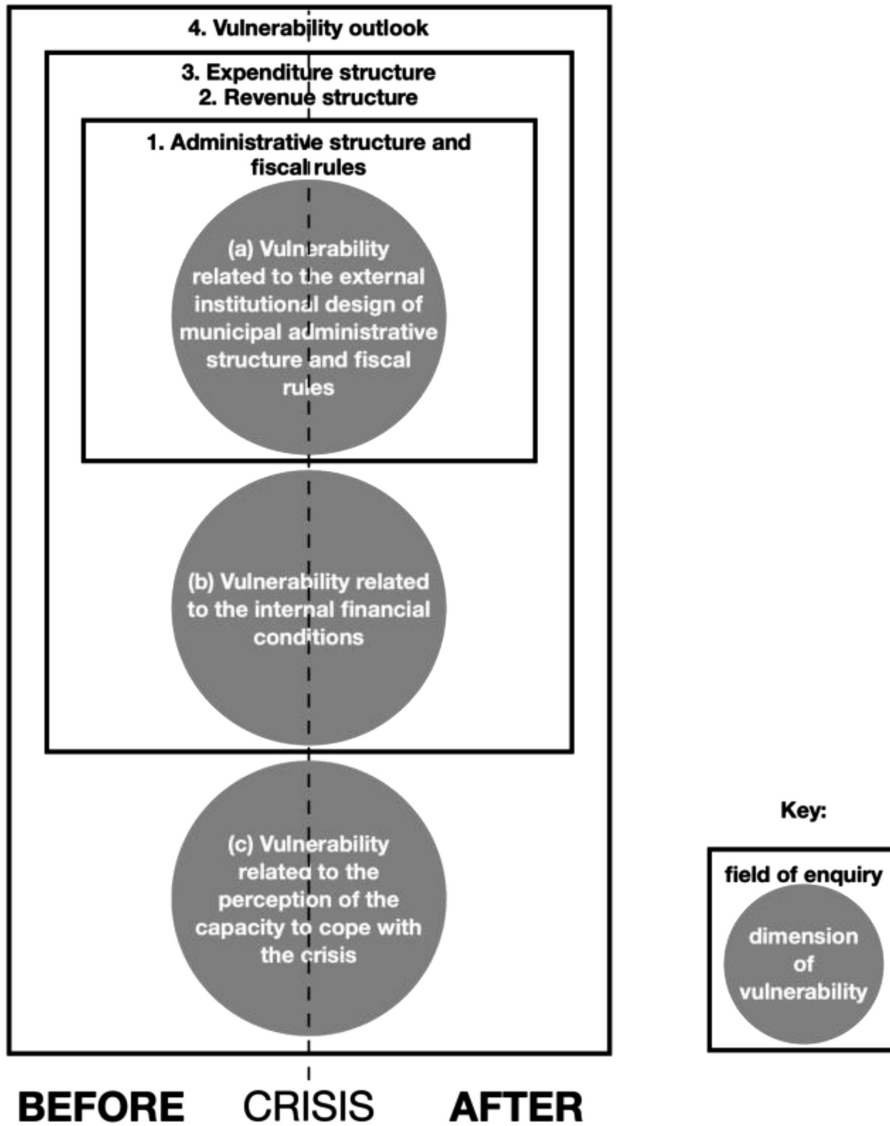 4. Vulnerability outlook
3. Expenditure structure
2. Revenue structure
1. Administrative structure and
fiscal rules
(a) Vulnerability
related to the external
institutional design of
municipal administrative
structure and fiscal
rules
(b) Vulnerability related
to the internal financial
conditions
(c) Vulnerability
related to the
perception of the
capacity to cope with
the crisis
Key:
field of enquiry
dimension
of
vulnerability
BEFORE CRISIS AFTER